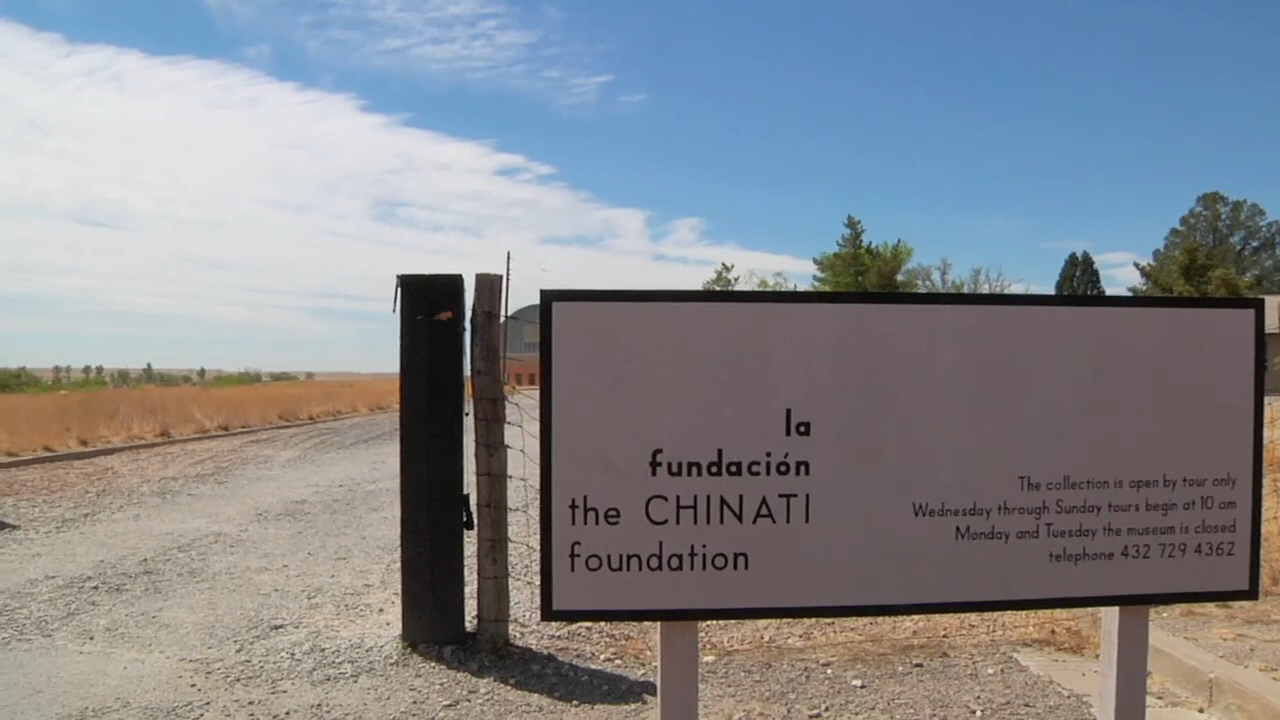 la
fundación
the CHINATI
foundation
The collection is open by tour only
Wednesday through Sunday tours begin at 10 am
Monday and Tuesday the museum is closed
telephone 432 729 4362